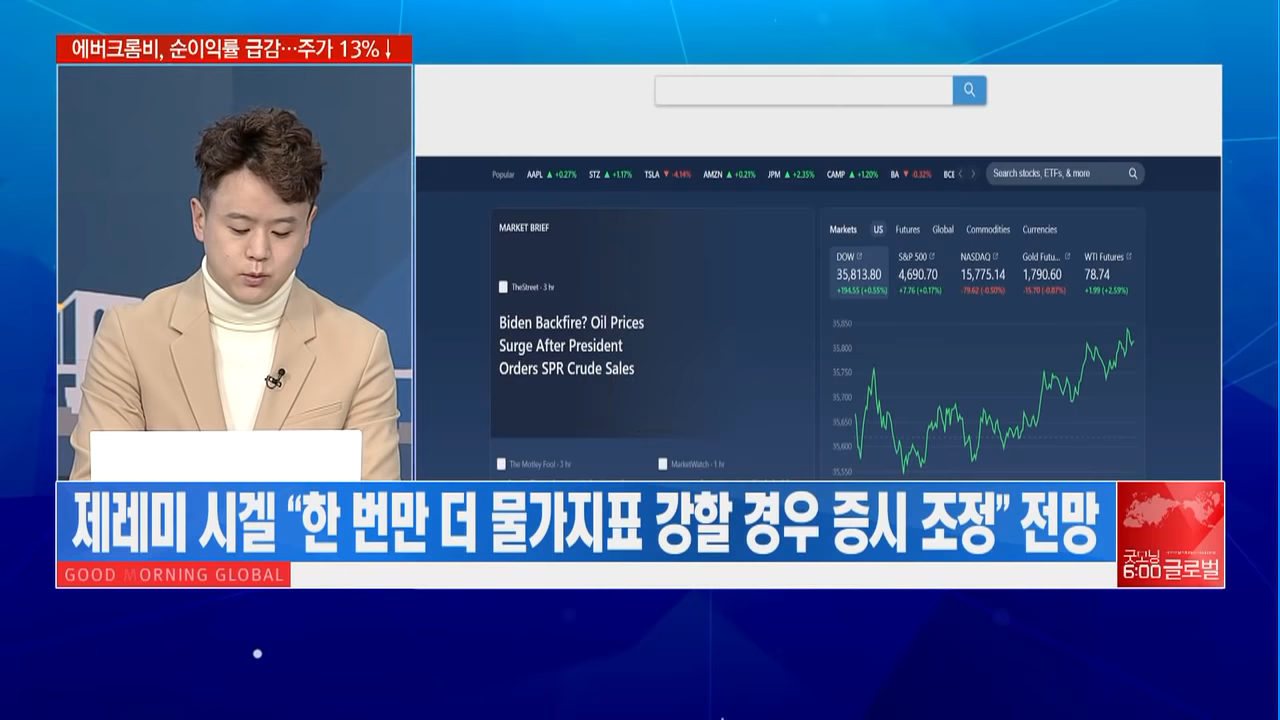 에버크롬비, 순이익률 급감…주가 13%↓
Popular AAPL ▲ +0.27% STZ ▲ +1.17% TSLA ▼ -4.14% AMZN ▲ +0.21% JPM ▲ +2.35% CAMP ▲ +1.20% BA ▼ -0.32% BCE
Search stocks, ETFs, & more
MARKET BRIEF
TheStreet · 3 hr
Biden Backfire? Oil Prices
Surge After President
Orders SPR Crude Sales
The Motley Fool · 3 hr
MarketWatch · 1 hr
Markets US Futures Global Commodities Currencies
DOW S&P 500 NASDAQ Gold Futu... WTI Futures
35,813.80 4,690.70 15,775.14 1,790.60 78.74
+194.55 (+0.55%) +7.76 (+0.17%) -79.62 (-0.50%) -15.70 (-0.87%) +1.99 (+2.59%)
35,850
35,800
35,750
35,700
35,650
35,600
35,550
제레미 시겔 “한 번만 더 물가지표 강할 경우 증시 조정” 전망
GOOD MORNING GLOBAL
굿모닝
6:00 글로벌